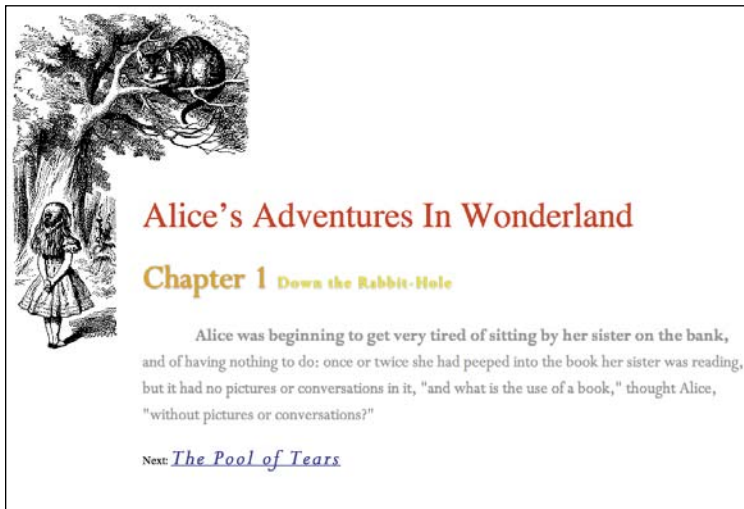 Alice’s Adventures In Wonderland
Chapter 1 Down the Rabbit-Hole
Alice was beginning to get very tired of sitting by her sister on the bank,
and of having nothing to do: once or twice she had peeped into the book her sister was reading,
but it had no pictures or conversations in it, "and what is the use of a book," thought Alice,
"without pictures or conversations?"
Next: The Pool of Tears